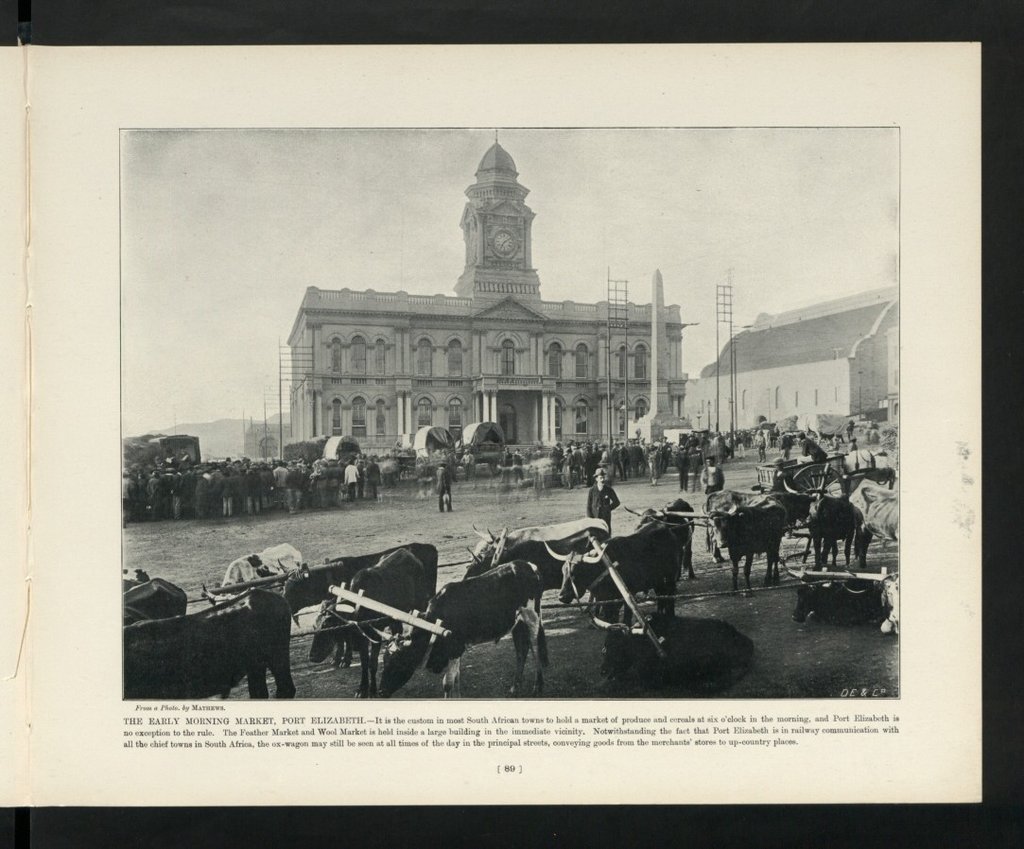 DE & Cº
From a Photo. by MATHEWS.
THE EARLY MORNING MARKET, PORT ELIZABETH.—It is the custom in most South African towns to hold a market of produce and cereals at six o'clock in the morning, and Port Elizabeth is
no exception to the rule. The Feather Market and Wool Market is held inside a large building in the immediate vicinity. Notwithstanding the fact that Port Elizabeth is in railway communication with
all the chief towns in South Africa, the ox-wagon may still be seen at all times of the day in the principal streets, conveying goods from the merchants' stores to up-country places.
[ 89 ]